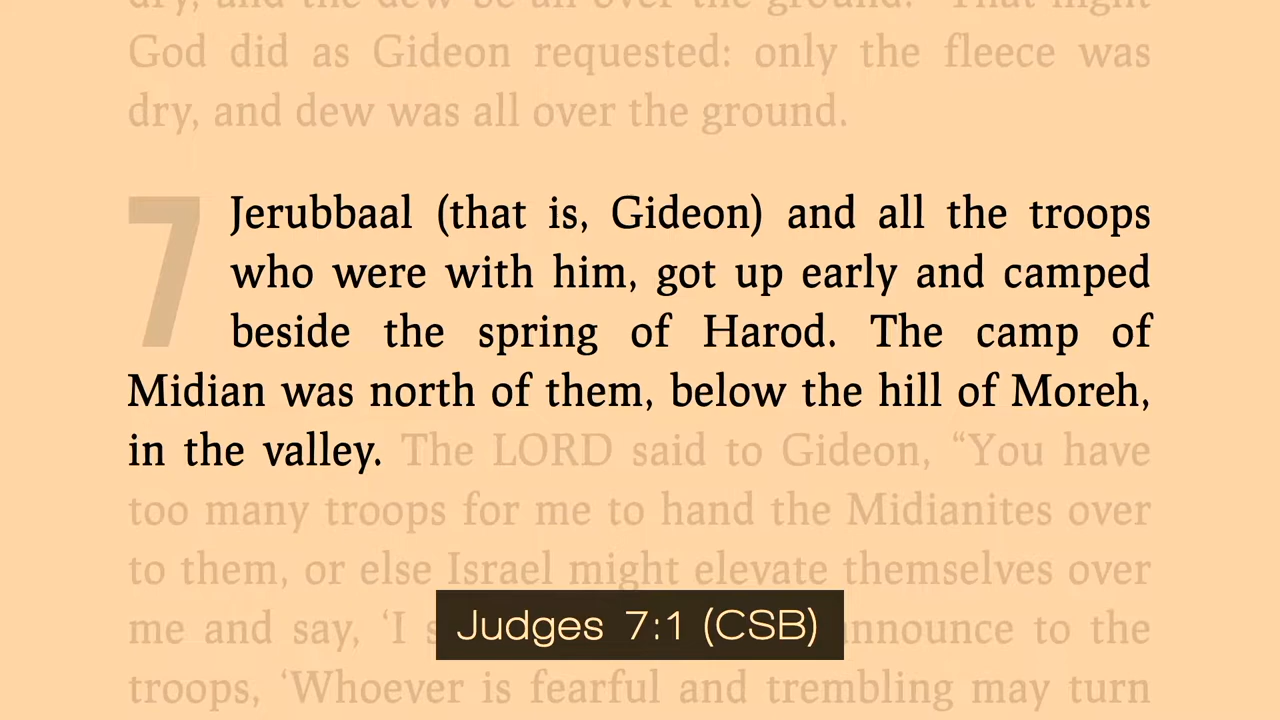 dry, and the dew be all over the ground.” That night
God did as Gideon requested: only the fleece was
dry, and dew was all over the ground.
7
Jerubbaal (that is, Gideon) and all the troops
who were with him, got up early and camped
beside the spring of Harod. The camp of
Midian was north of them, below the hill of Moreh,
in the valley. The LORD said to Gideon, “You have
too many troops for me to hand the Midianites over
to them, or else Israel might elevate themselves over
me and say, ‘I s
Judges 7:1 (CSB)
nnounce to the
troops, ‘Whoever is fearful and trembling may turn